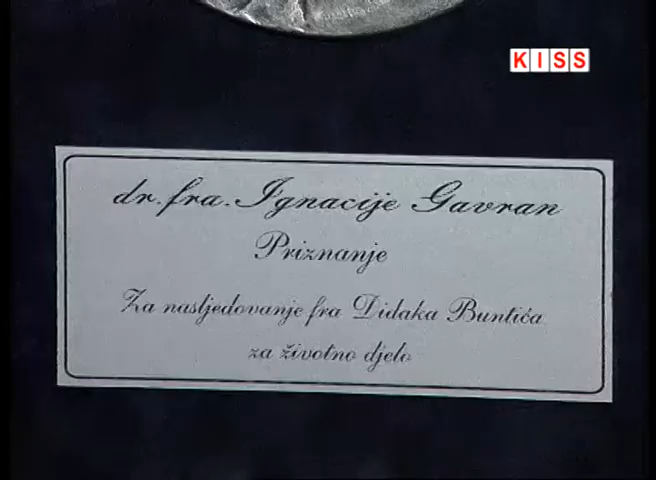 KISS
dr. fra. Ignacije Gavran
Priznanje
Za nasljedovanje fra Didaka Buntića
za životno djelo